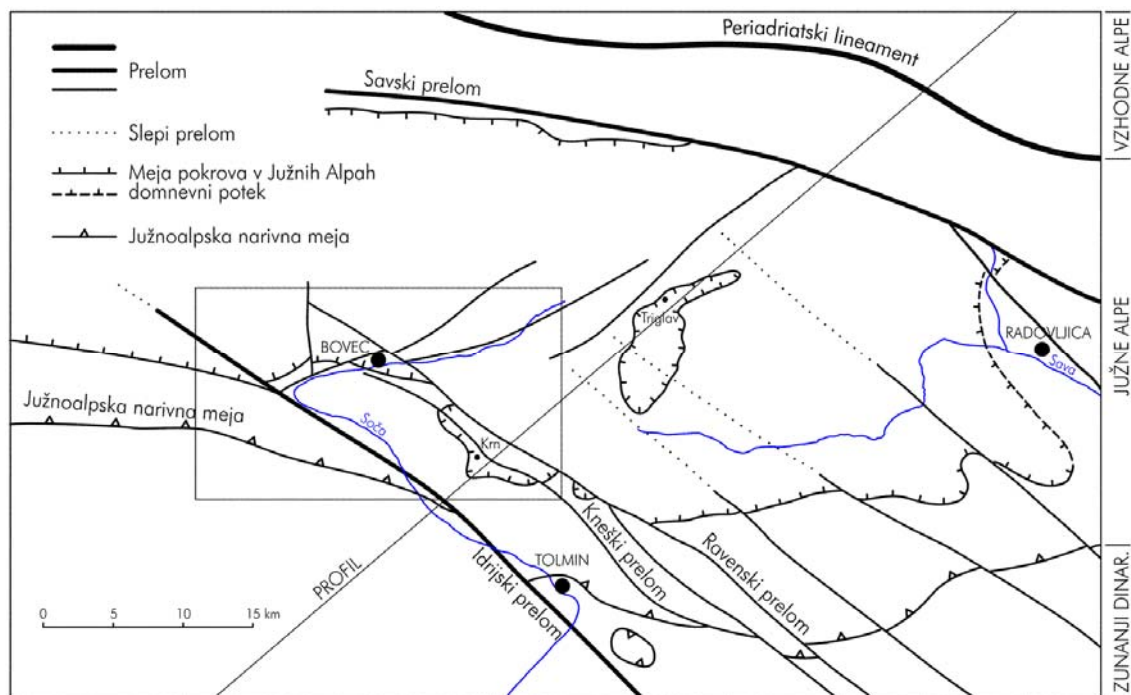 Prelom
Slepi prelom
Meja pokrova v Južnih Alpah
domnevni potek
Južnoalpska narivna meja
Periadriatski lineament
Savski prelom
VZHODNE ALPE
JUŽNE ALPE
ZUNANJI DINAR.
Triglav
BOVEC
RADOVLJICA
Sava
Južnoalpska narivna meja
Soča
Krn
Kneški prelom
Ravenski prelom
Idrijski prelom
TOLMIN
PROFIL
0 5 10 15 km